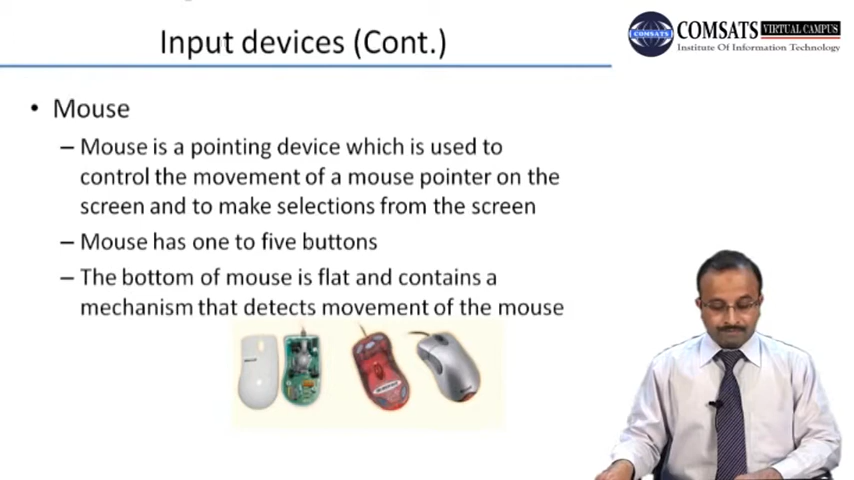 Input devices (Cont.)
COMSATS VIRTUAL CAMPUS
Institute Of Information Technology
COMSATS
• Mouse
– Mouse is a pointing device which is used to
control the movement of a mouse pointer on the
screen and to make selections from the screen
– Mouse has one to five buttons
– The bottom of mouse is flat and contains a
mechanism that detects movement of the mouse